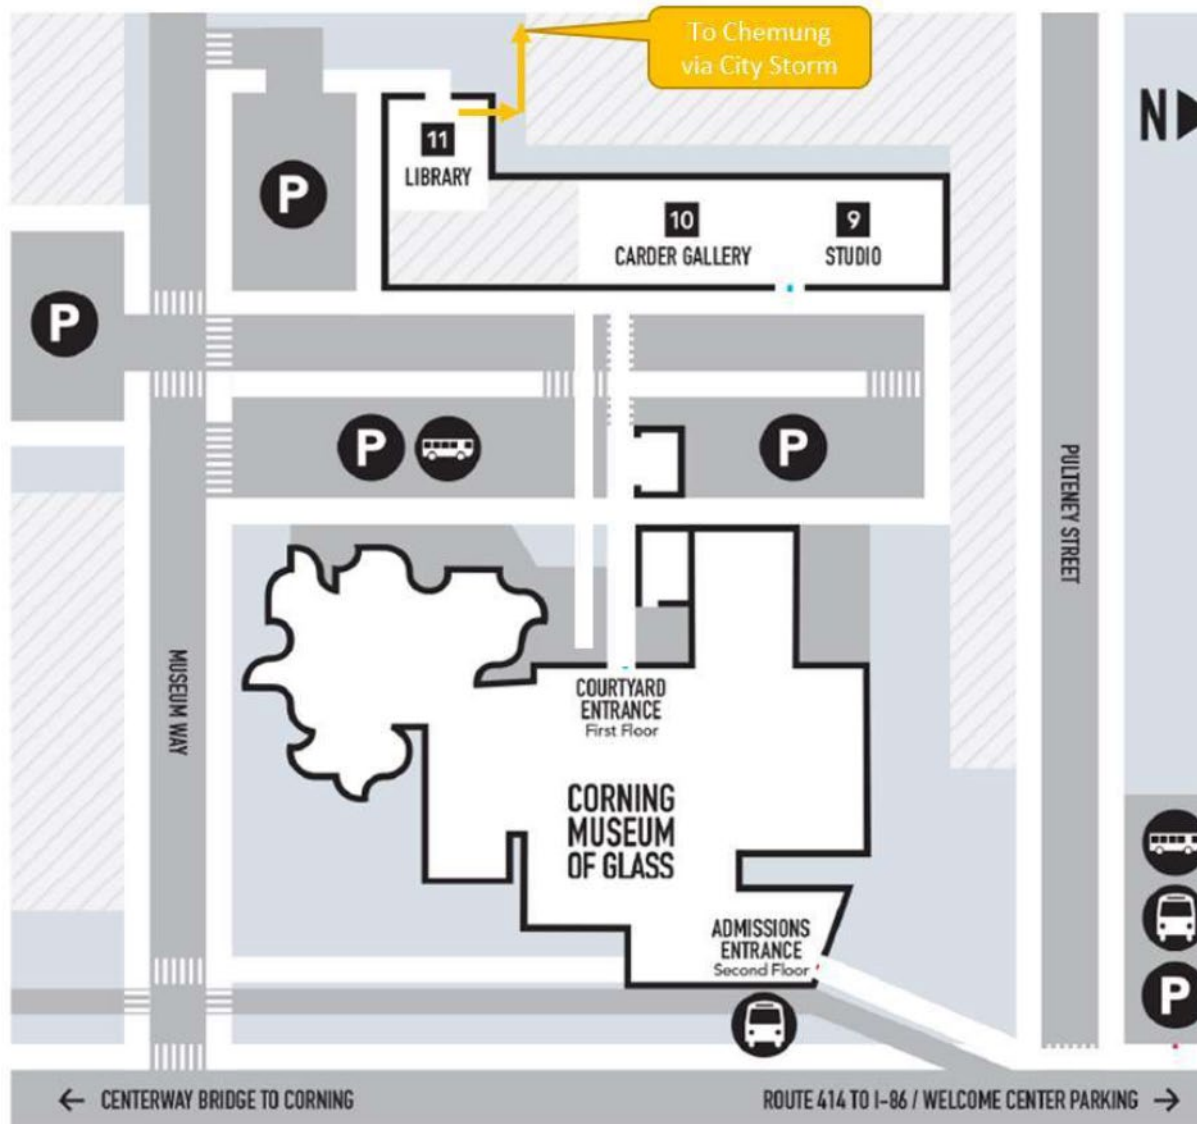 To Chemung
via City Storm
N
11
LIBRARY
P
10
CARDER GALLERY
9
STUDIO
P
P
P
PULTENEY STREET
MUSEUM WAY
COURTYARD
ENTRANCE
First Floor
CORNING
MUSEUM
OF GLASS
ADMISSIONS
ENTRANCE
Second Floor
P
← CENTERWAY BRIDGE TO CORNING
ROUTE 414 TO I-86 / WELCOME CENTER PARKING →